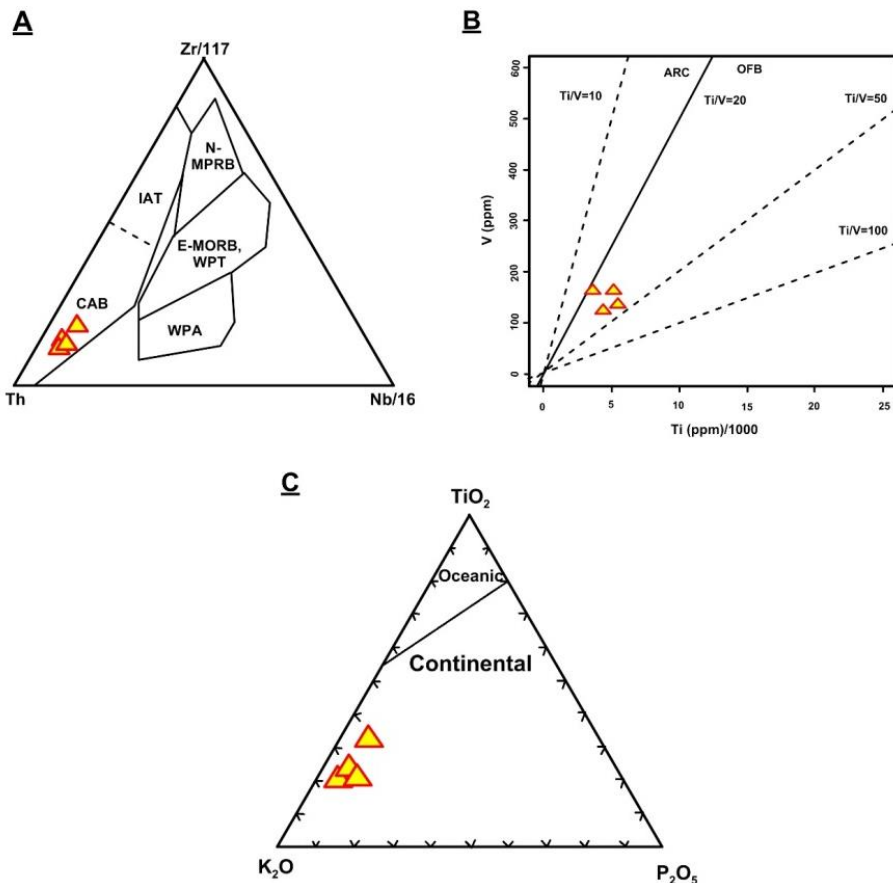 A
Zr/117
N-
MPRB
IAT
E-MORB,
WPT
CAB
WPA
Th
Nb/16
B
600
500
400
300
200
100
0
V (ppm)
ARC
OFB
Ti/V=10
Ti/V=20
Ti/V=50
Ti/V=100
0
5
10
15
20
25
Ti (ppm)/1000
C
TiO₂
Oceanic
Continental
K₂O
P₂O₅